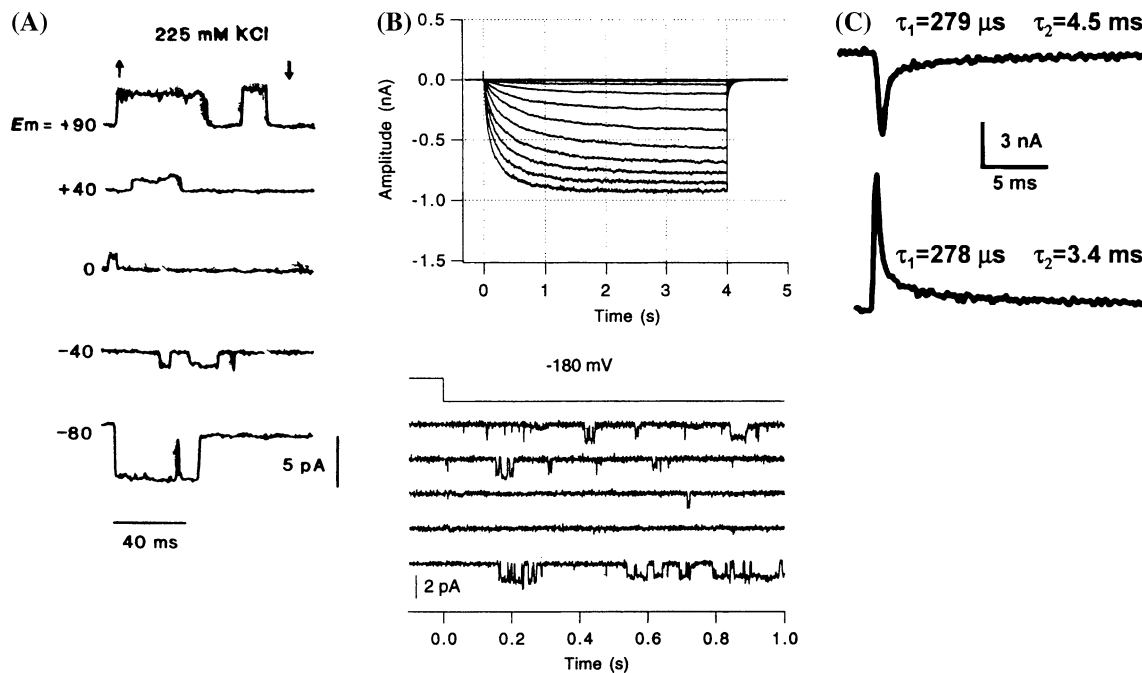 (A)
225 mM KCl
Em = +90
+40
0
−40
−80
5 pA
40 ms
(B)
0.5
0.0
-0.5
-1.0
-1.5
Amplitude (nA)
0 1 2 3 4 5
Time (s)
-180 mV
2 pA
0.0 0.2 0.4 0.6 0.8 1.0
Time (s)
(C)
τ1=279 μs τ2=4.5 ms
3 nA
5 ms
τ1=278 μs τ2=3.4 ms